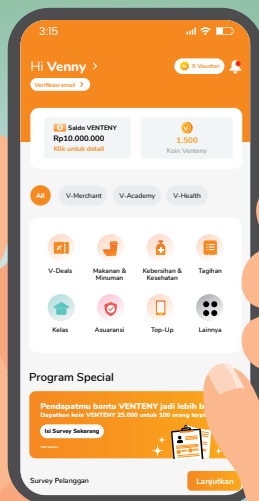 3:15
Hi Venny >
5 Voucher
Verifikasi email >
Saldo VENTENY
Rp10.000.000
Klik untuk detail
1.500
Koin Venteny
All
V-Merchant
V-Academy
V-Health
V-Deals
Makanan &
Minuman
Kebersihan &
Kesehatan
Tagihan
Kelas
Asuaransi
Top-Up
Lainnya
Program Special
Pendapatmu bantu VENTENY jadi lebih b
Dapatkan koin VENTENY 25.000 untuk 100 orang terpi
Isi Survey Sekarang
Survey Pelanggan
Lanjutkan